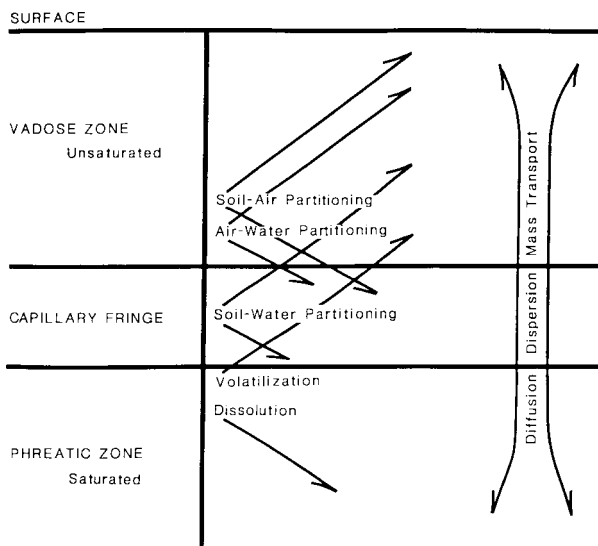 SURFACE
VADOSE ZONE
Unsaturated
Soil-Air Partitioning
Air-Water Partitioning
CAPILLARY FRINGE
Soil-Water Partitioning
Volatilization
Dissolution
PHREATIC ZONE
Saturated
Diffusion Dispersion Mass Transport